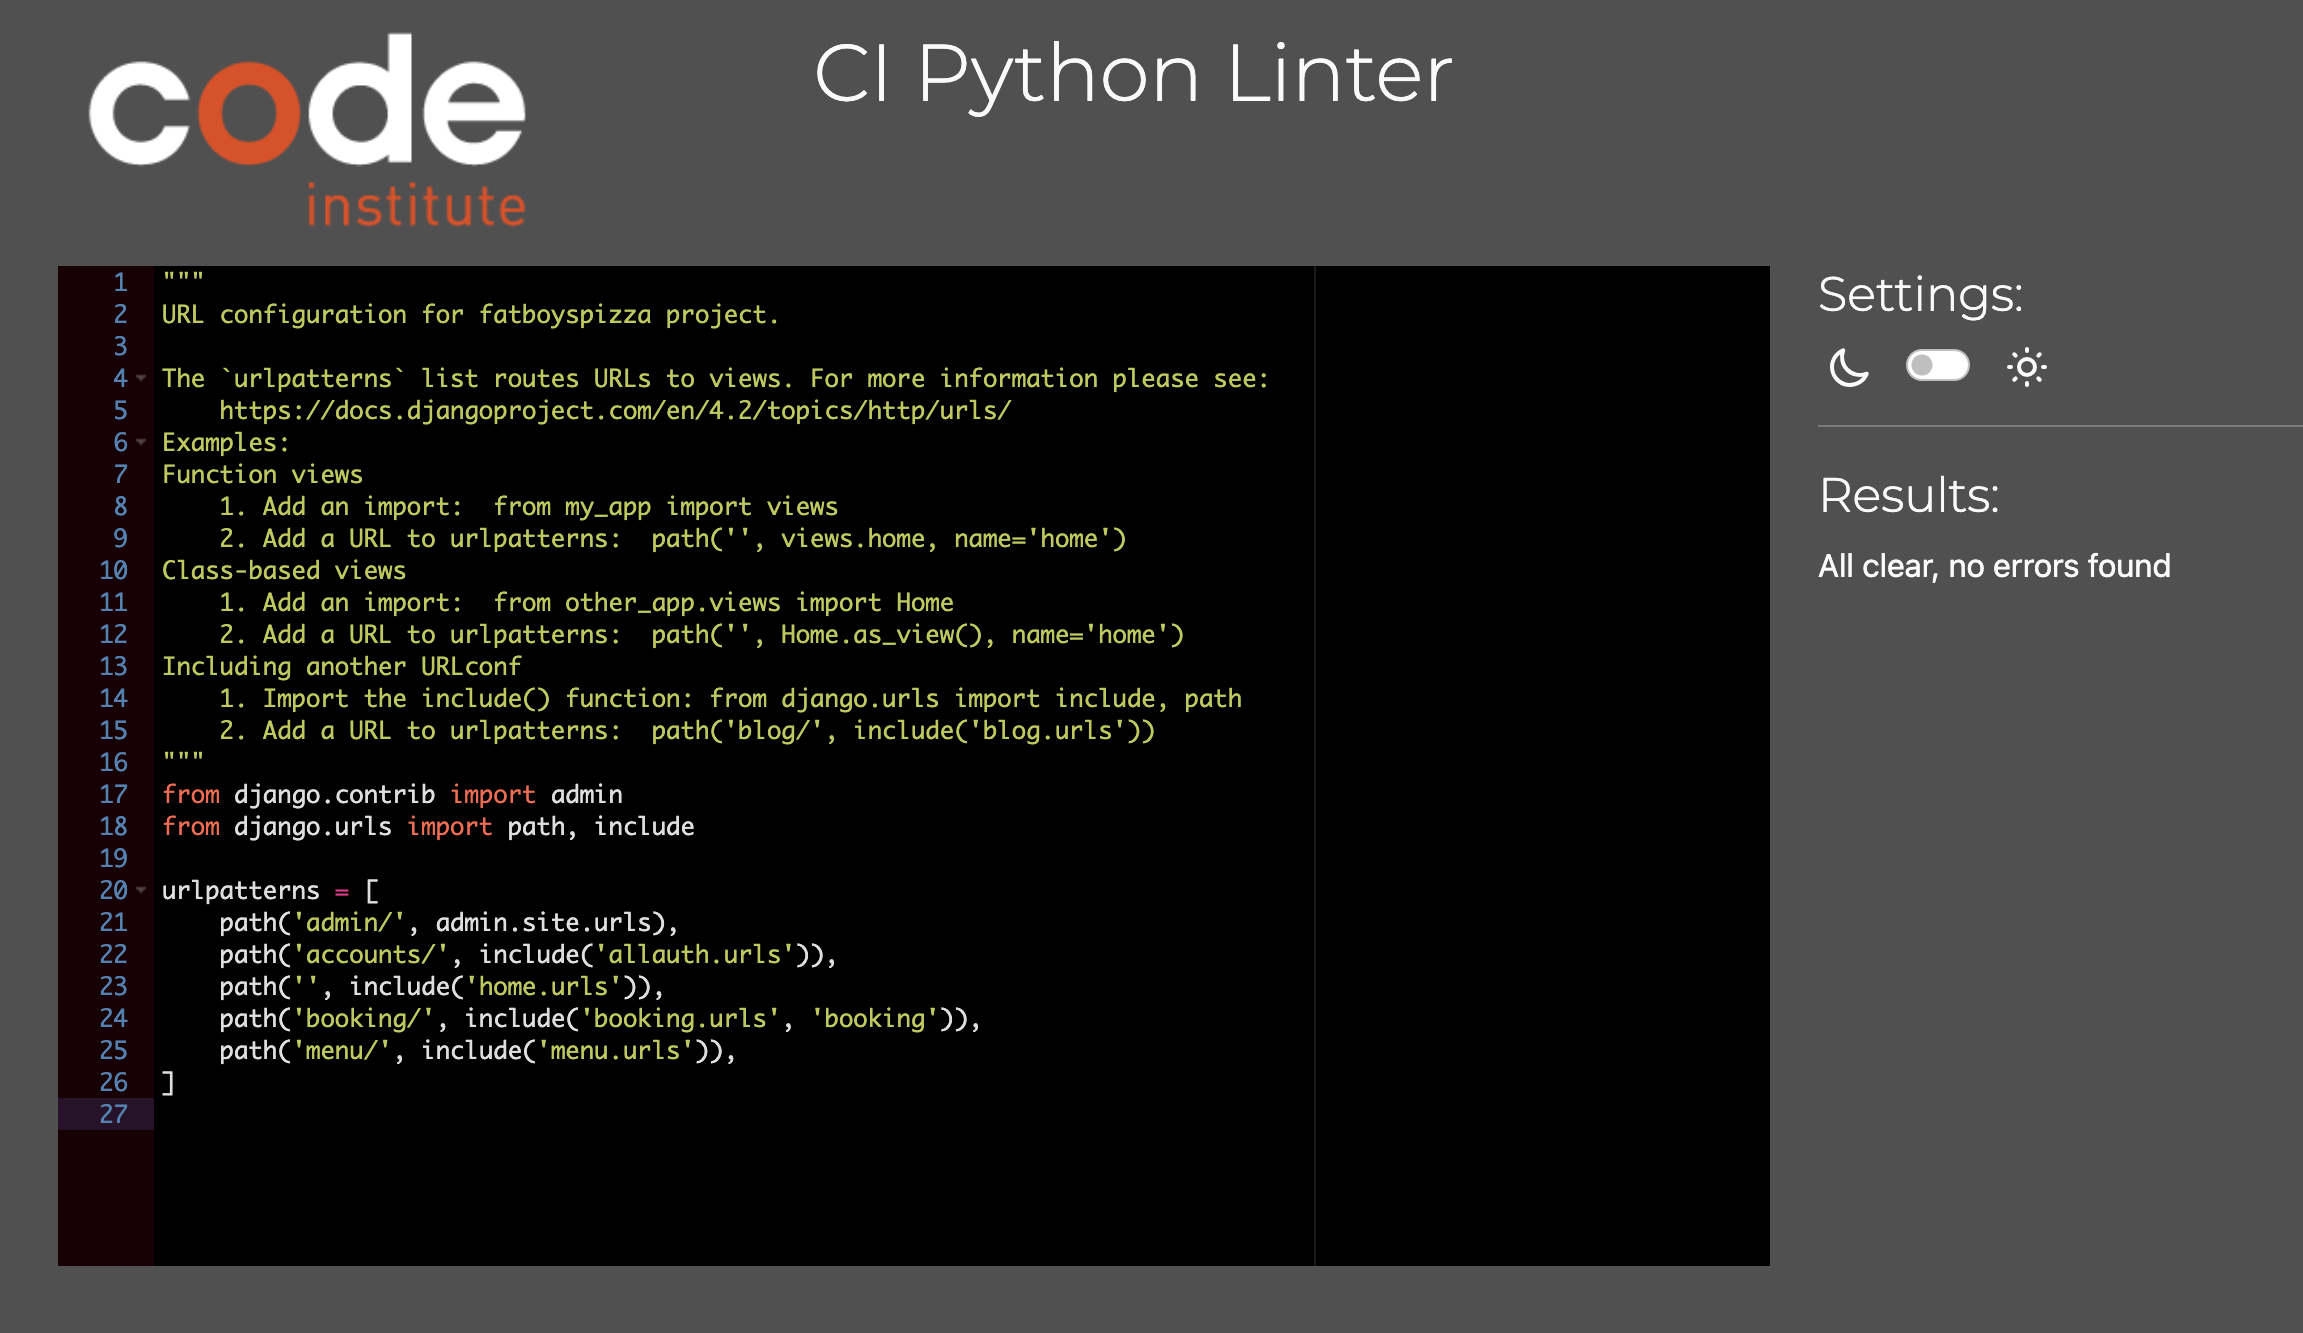 code
institute
CI Python Linter
1 """
2 URL configuration for fatboyspizza project.
3
4 The `urlpatterns` list routes URLs to views. For more information please see:
5     https://docs.djangoproject.com/en/4.2/topics/http/urls/
6 Examples:
7 Function views
8     1. Add an import:  from my_app import views
9     2. Add a URL to urlpatterns:  path('', views.home, name='home')
10 Class-based views
11     1. Add an import:  from other_app.views import Home
12     2. Add a URL to urlpatterns:  path('', Home.as_view(), name='home')
13 Including another URLconf
14     1. Import the include() function: from django.urls import include, path
15     2. Add a URL to urlpatterns:  path('blog/', include('blog.urls'))
16 """
17 from django.contrib import admin
18 from django.urls import path, include
19
20 urlpatterns = [
21     path('admin/', admin.site.urls),
22     path('accounts/', include('allauth.urls')),
23     path('', include('home.urls')),
24     path('booking/', include('booking.urls', 'booking')),
25     path('menu/', include('menu.urls')),
26 ]
27
Settings:
Results:
All clear, no errors found